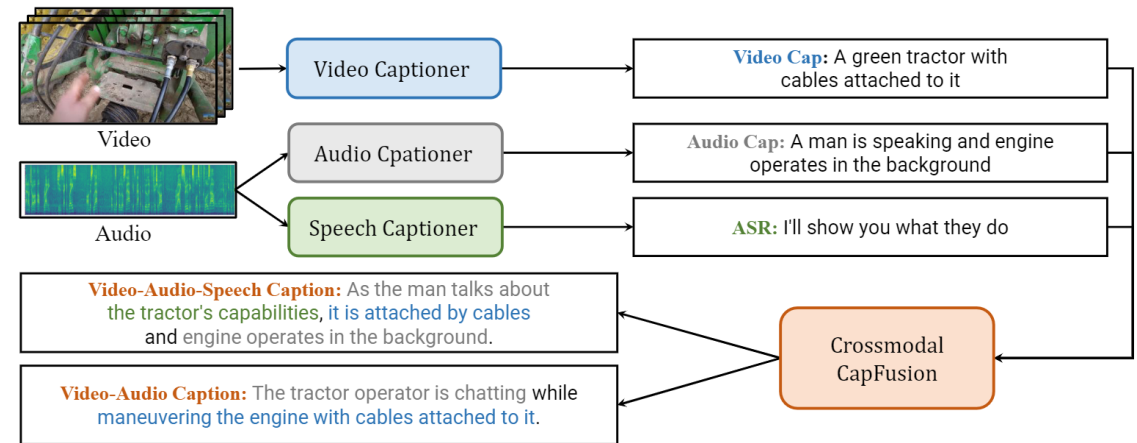 Video
Video Captioner
Video Cap: A green tractor with
cables attached to it
Audio
Audio Cpationer
Audio Cap: A man is speaking and engine
operates in the background
Speech Captioner
ASR: I'll show you what they do
Video-Audio-Speech Caption: As the man talks about
the tractor's capabilities, it is attached by cables
and engine operates in the background.
Video-Audio Caption: The tractor operator is chatting while
maneuvering the engine with cables attached to it.
Crossmodal
CapFusion